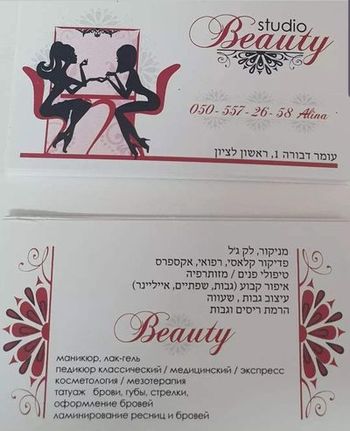 studio
Beauty
050-557-26-58 Alina
עומר דבורה 1, ראשון לציון
מניקור, לק ג'ל
פדיקור קלאסי, רפואי, אקספרס
טיפולי פנים / מזותרפיה
איפור קבוע (גבות, שפתיים, אייליינר)
עיצוב גבות , שעווה
הרמת ריסים וגבות
Beauty
маникюр, лак-гель
педикюр классический / медицинский / экспресс
косметология / мезотерапия
татуаж брови, губы, стрелки,
оформление бровей
ламинирование ресниц и бровей